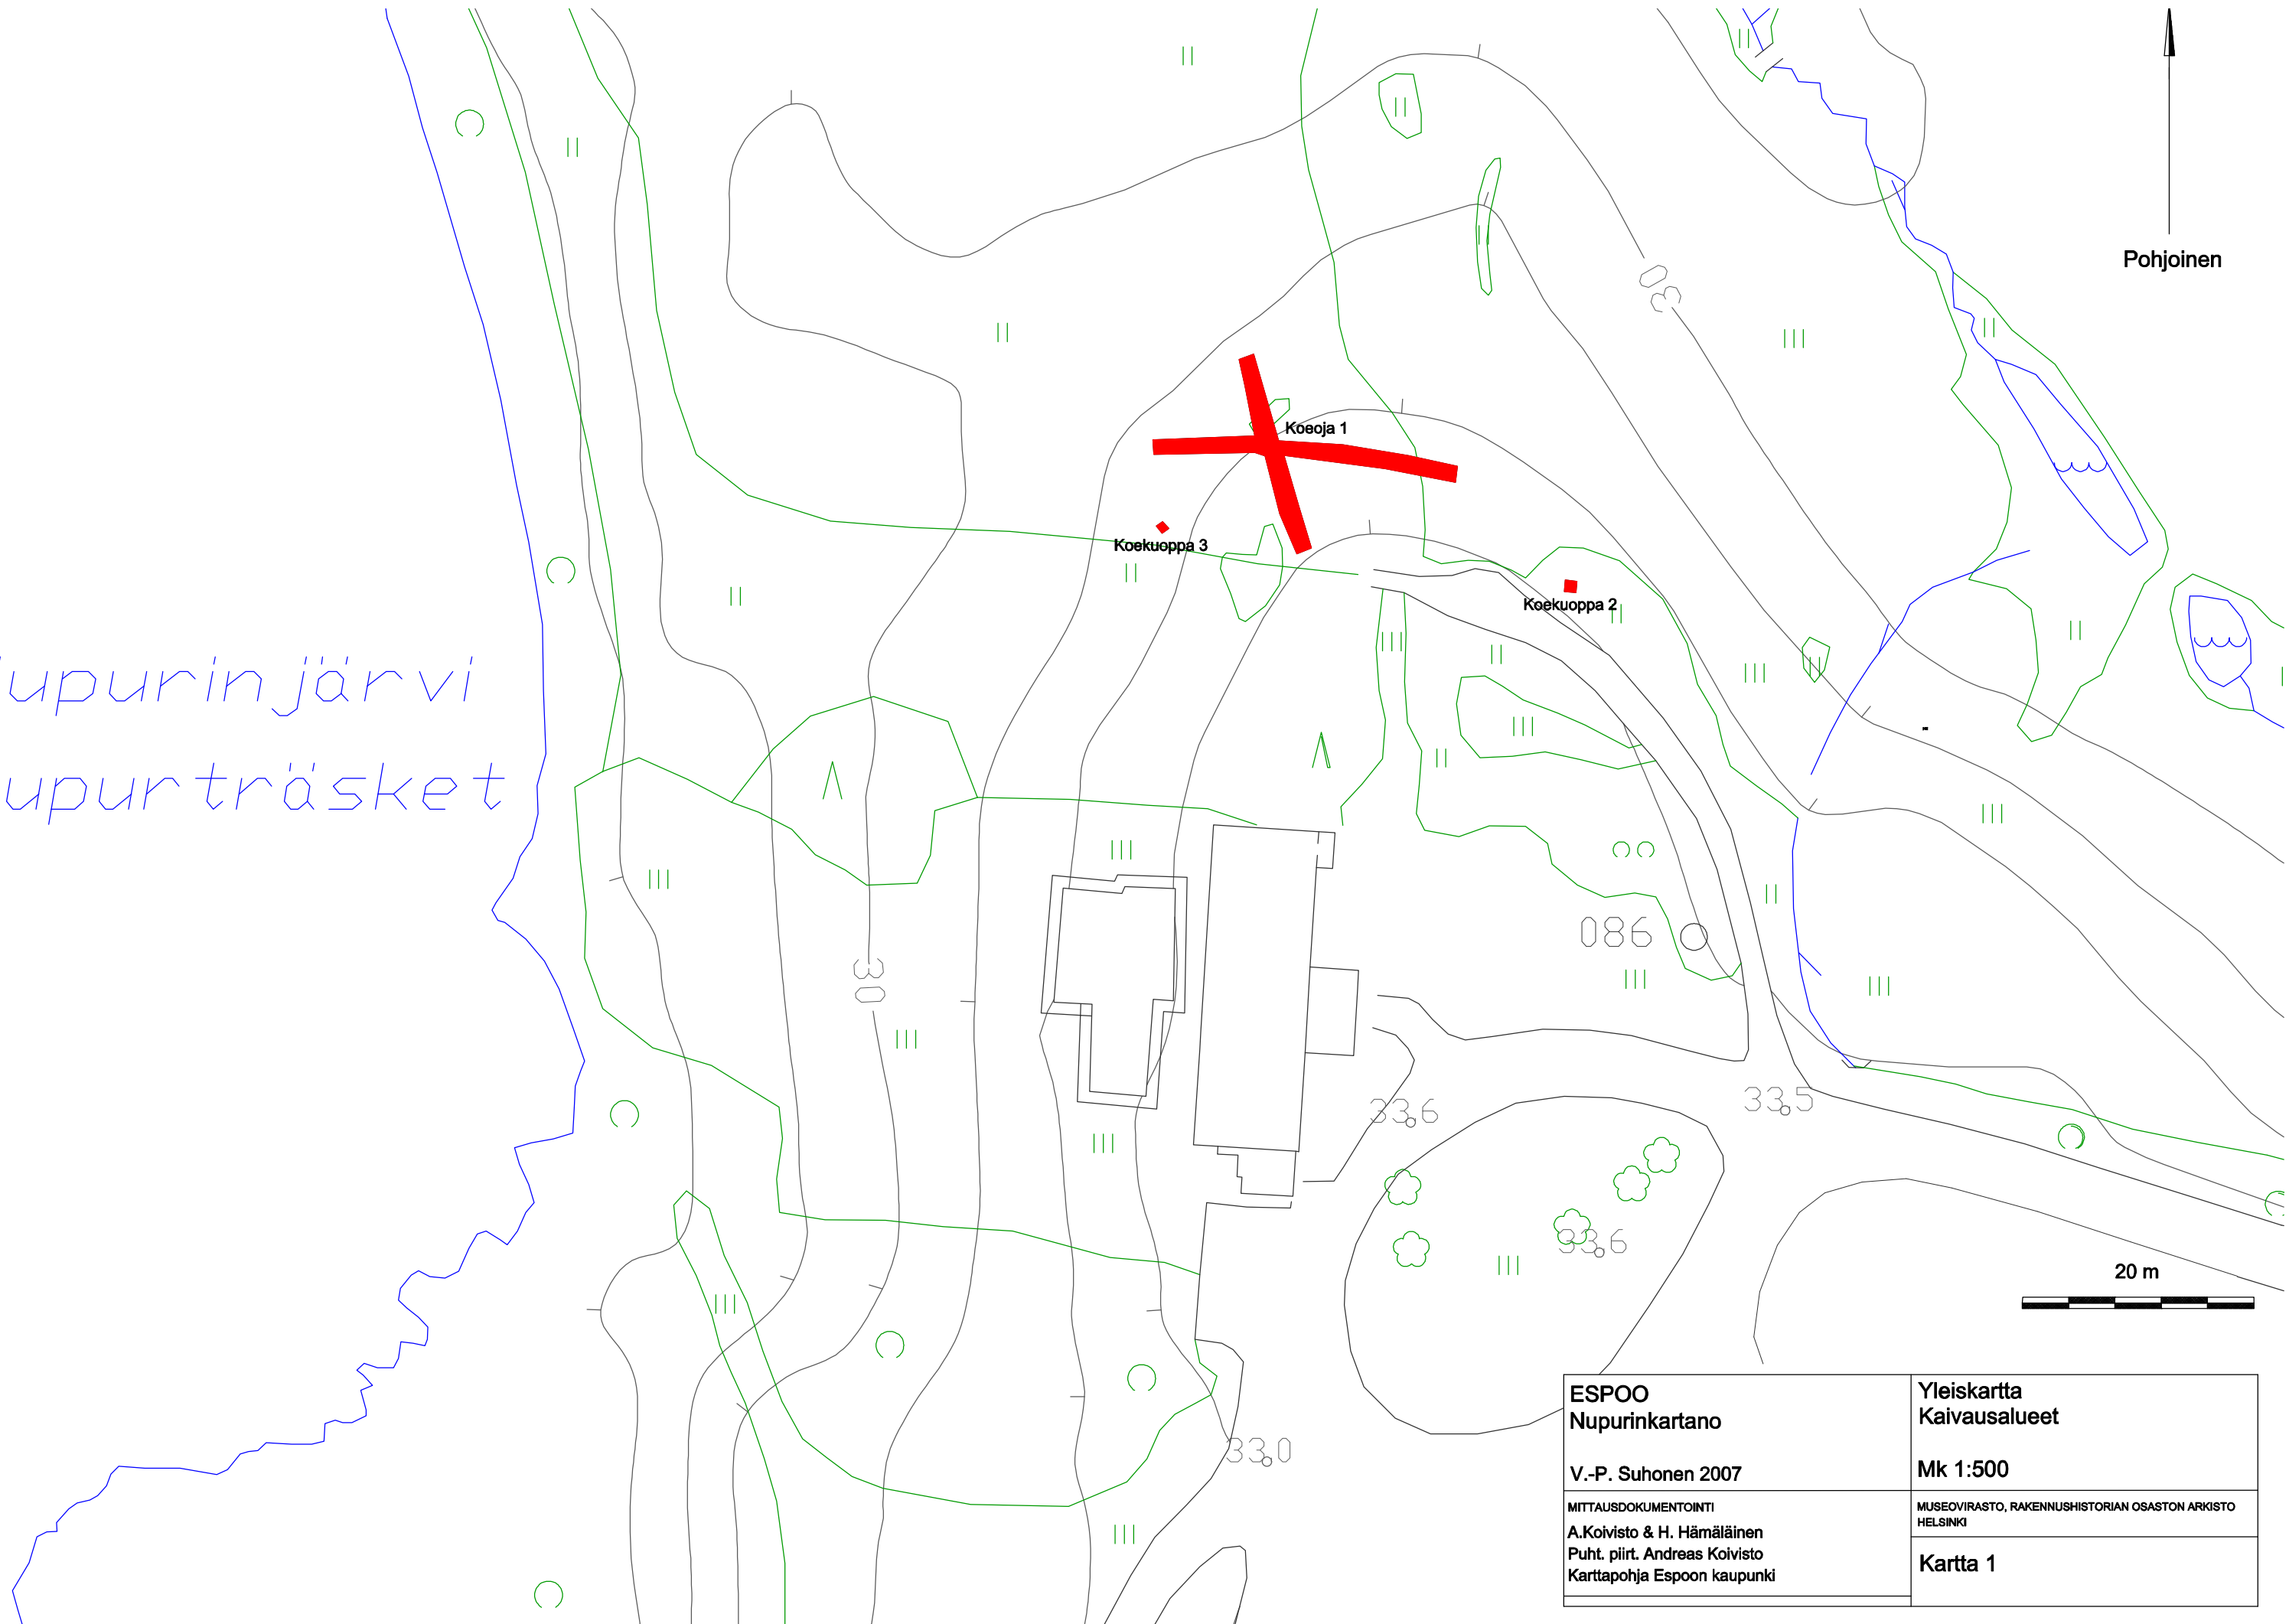 Pohjoinen
30
Koeoja 1
Koekuoppa 3
Koekuoppa 2
upurinjärvi
upurträsket
086
30
33.6
33.5
33.6
20 m
33.0
ESPOO
Nupurinkartano
V.-P. Suhonen 2007
MITTAUSDOKUMENTOINTI
A.Koivisto & H. Hämäläinen
Puht. piirt. Andreas Koivisto
Karttapohja Espoon kaupunki
Yleiskartta
Kaivausalueet
Mk 1:500
MUSEOVIRASTO, RAKENNUSHISTORIAN OSASTON ARKISTO
HELSINKI
Kartta 1